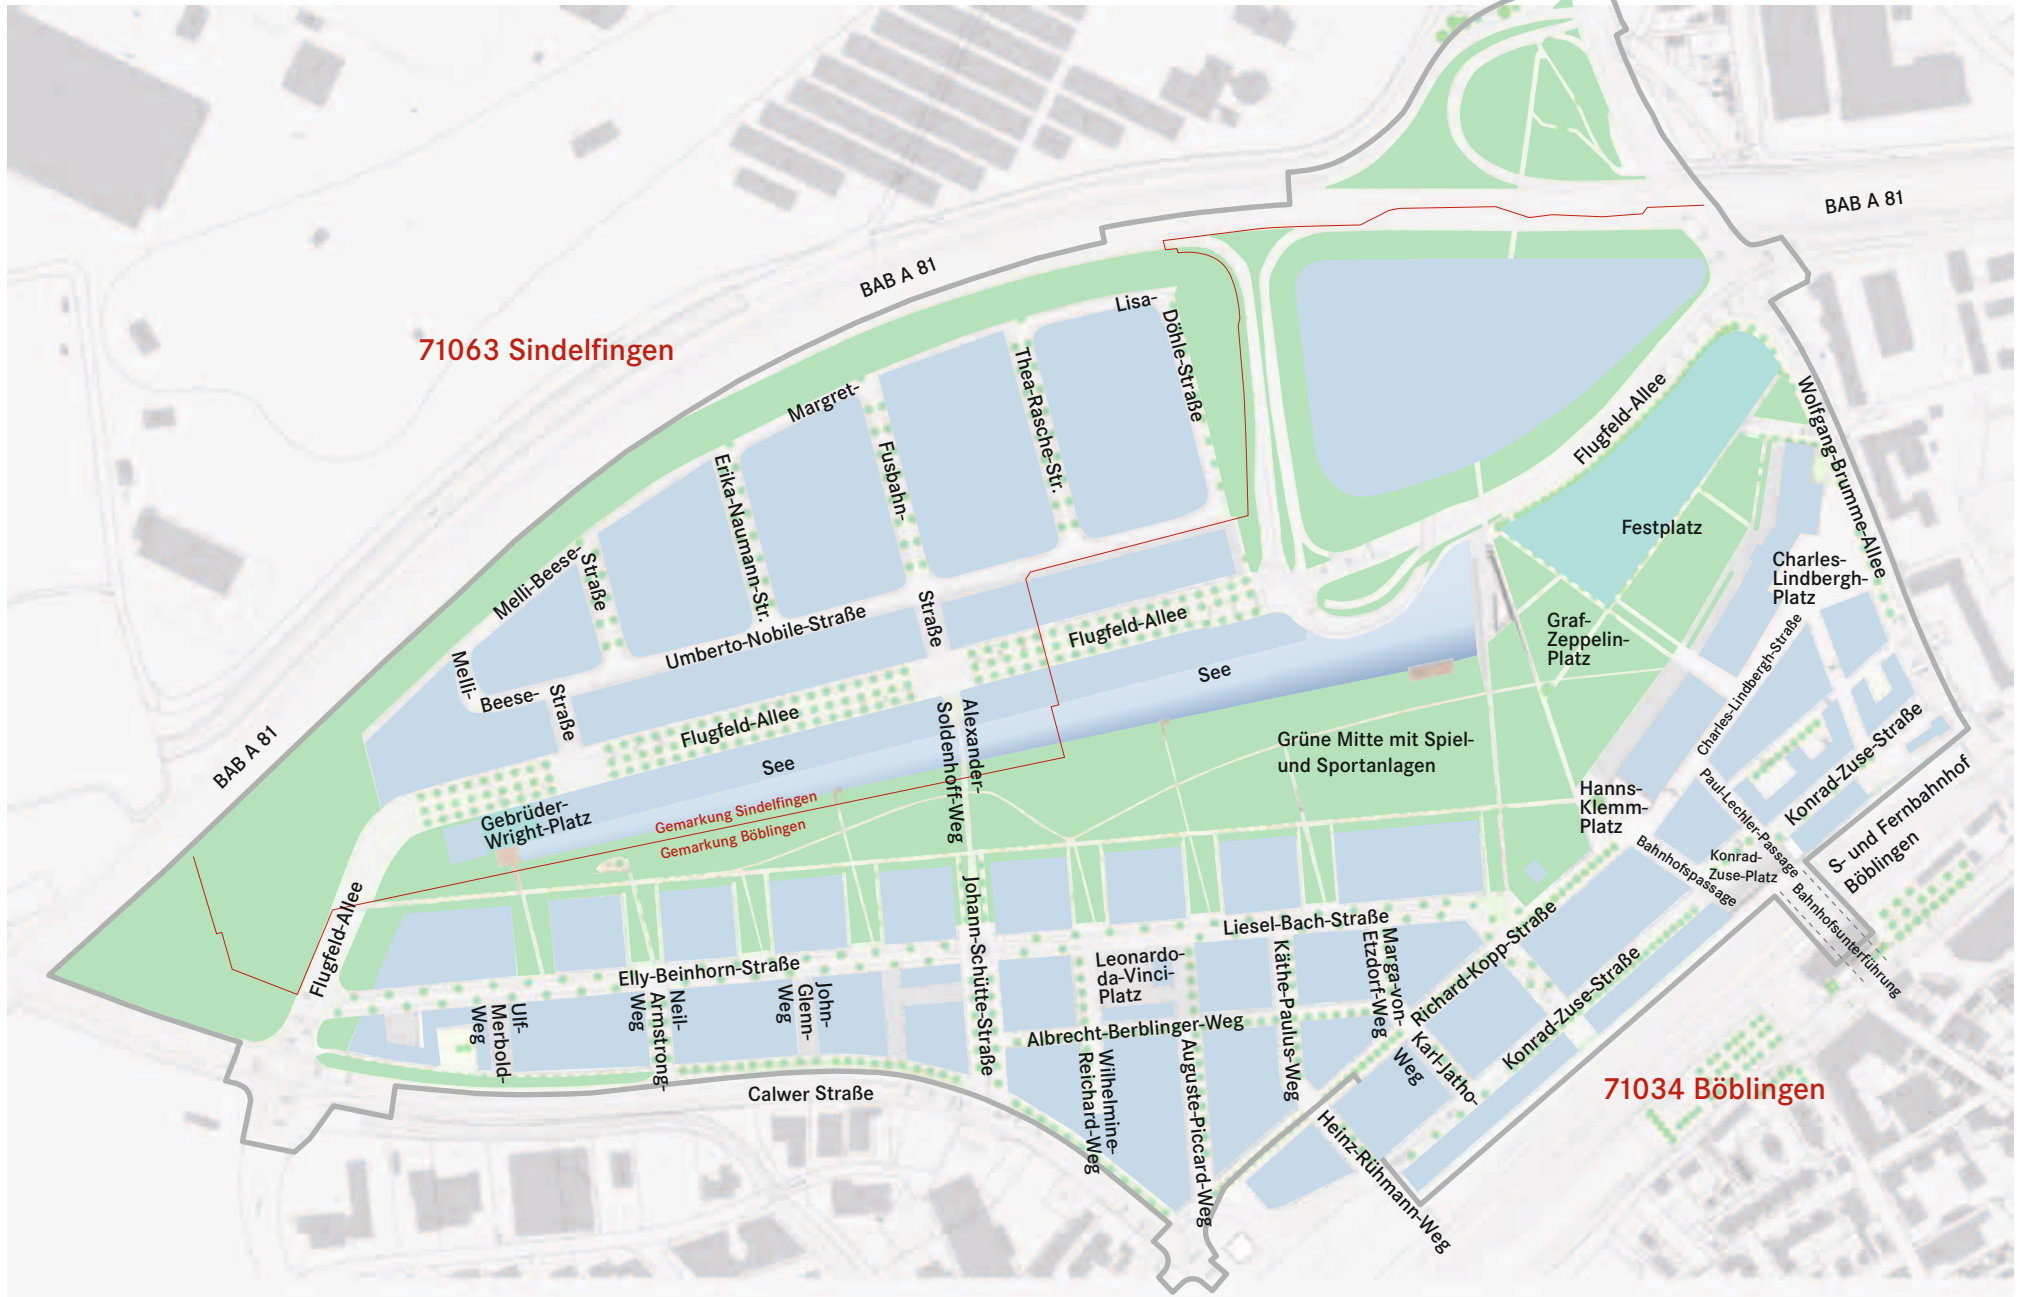 BAB A 81
BAB A 81
BAB A 81
71063 Sindelfingen
Lisa-
Döhle-Straße
Thea-Rasche-Str.
Margret-
Fusbahn-
Straße
Erika-Naumann-Str.
Melli-Beese-
Straße
Umberto-Nobile-Straße
Melli-
Beese-
Straße
Flugfeld-Allee
Flugfeld-Allee
Flugfeld-Allee
Flugfeld-Allee
Wolfgang-Brumme-Allee
Festplatz
Charles-
Lindbergh-
Platz
Graf-
Zeppelin-
Platz
Charles-Lindbergh-Straße
See
See
Alexander-
Soldenhoff-Weg
Grüne Mitte mit Spiel-
und Sportanlagen
Gebrüder-
Wright-Platz
Gemarkung Sindelfingen
Gemarkung Böblingen
Hanns-
Klemm-
Platz
Paul-Lechler-Passage
Konrad-Zuse-Straße
Bahnhofspassage
Konrad-
Zuse-Platz
S- und Fernbahnhof
Böblingen
Bahnhofsunterführung
Johann-Schütte-Straße
Liesel-Bach-Straße
Elly-Beinhorn-Straße
Leonardo-
da-Vinci-
Platz
Käthe-Paulus-Weg
Marga-von-
Etzdorf-Weg
Richard-Kopp-Straße
Konrad-Zuse-Straße
Ulf-
Merbold-
Weg
Neil-
Armstrong-
Weg
John-
Glenn-
Weg
Albrecht-Berblinger-Weg
Wilhelmine-
Reichard-Weg
Auguste-Piccard-Weg
Karl-Jatho-
Weg
Heinz-Rühmann-Weg
Calwer Straße
71034 Böblingen